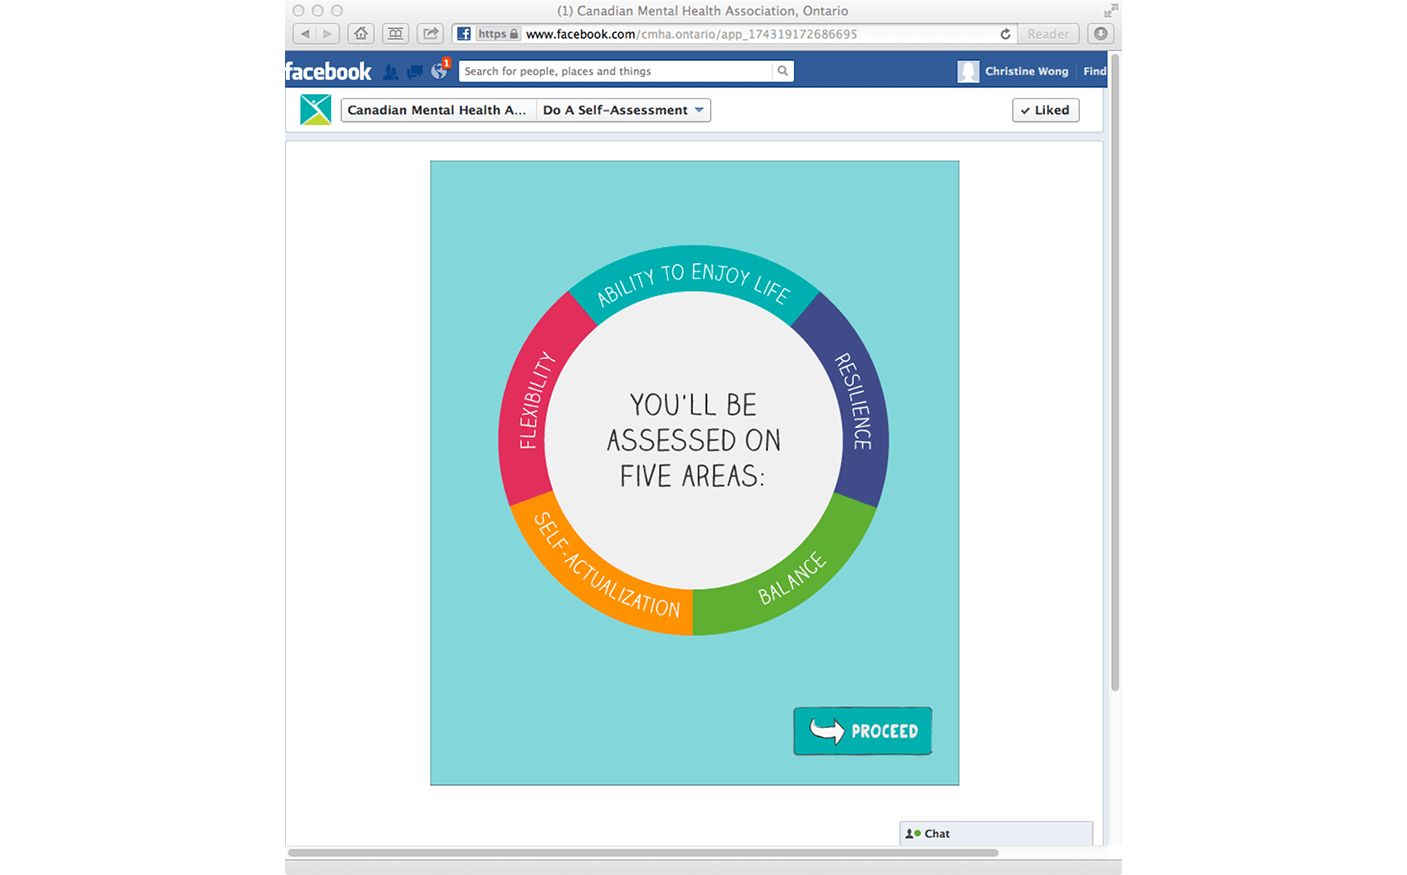 (1) Canadian Mental Health Association, Ontario
https www.facebook.com/cmha.ontario/app_174319172686695 Reader
facebook 1 Search for people, places and things Christine Wong Find
Canadian Mental Health A... Do A Self-Assessment Liked
ABILITY TO ENJOY LIFE
RESILIENCE
FLEXIBILITY
YOU'LL BE
ASSESSED ON
FIVE AREAS:
SELF-ACTUALIZATION
BALANCE
PROCEED
Chat